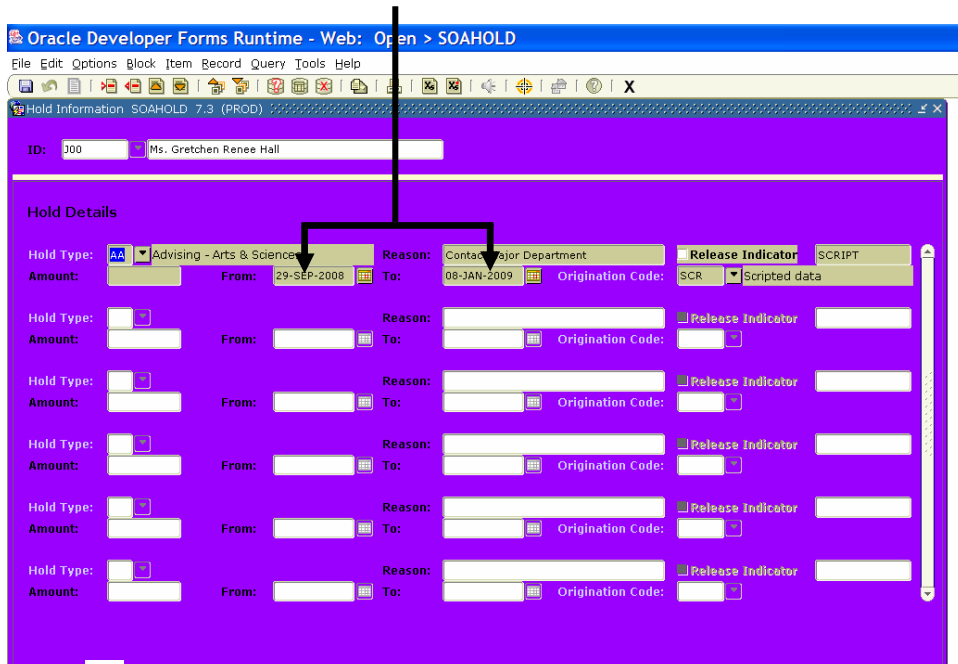 Oracle Developer Forms Runtime - Web: Open > SOAHOLD
File Edit Options Block Item Record Query Tools Help
X
Hold Information SOAHOLD 7.3 (PROD)
ID: J00 Ms. Gretchen Renee Hall
Hold Details
Hold Type: AA Advising - Arts & Sciences Reason: Contact Major Department Release Indicator SCRIPT
Amount: From: 29-SEP-2008 To: 08-JAN-2009 Origination Code: SCR Scripted data
Hold Type: Reason: Release Indicator
Amount: From: To: Origination Code:
Hold Type: Reason: Release Indicator
Amount: From: To: Origination Code:
Hold Type: Reason: Release Indicator
Amount: From: To: Origination Code:
Hold Type: Reason: Release Indicator
Amount: From: To: Origination Code:
Hold Type: Reason: Release Indicator
Amount: From: To: Origination Code: